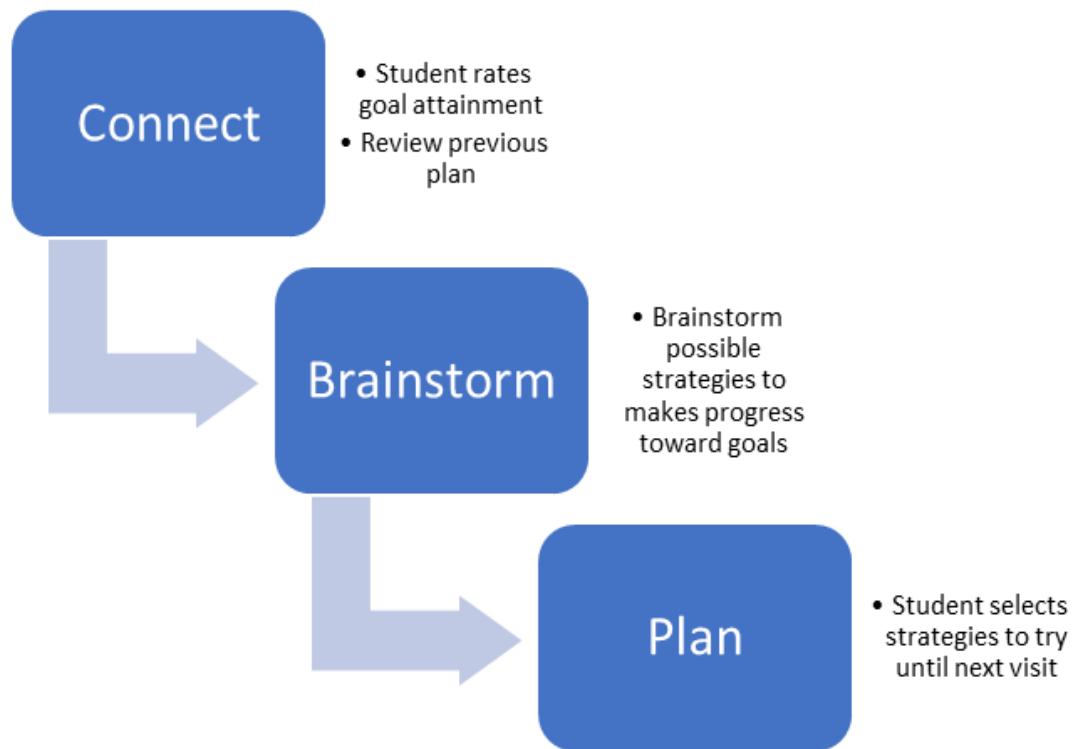 Connect
• Student rates
goal attainment
• Review previous
plan
Brainstorm
• Brainstorm
possible
strategies to
makes progress
toward goals
Plan
• Student selects
strategies to try
until next visit